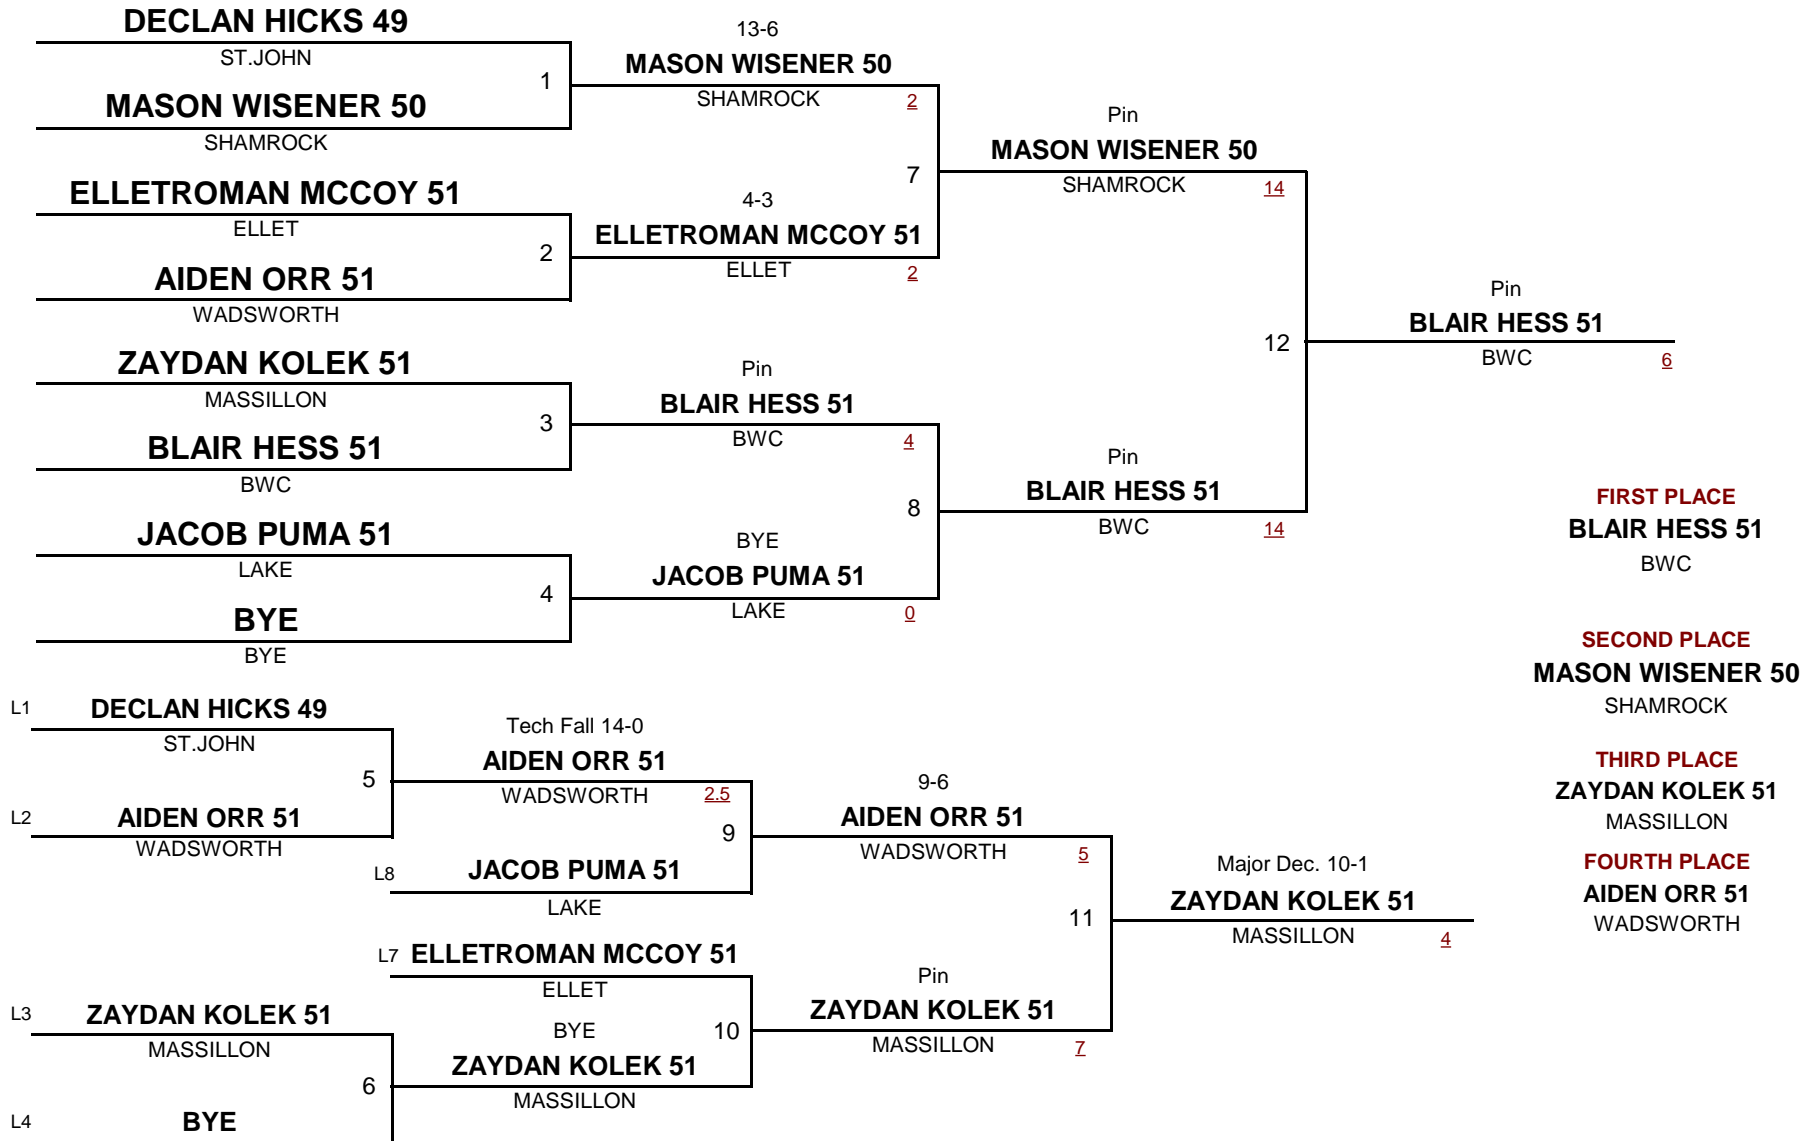 DECLAN HICKS 49
ST.JOHN
1
MASON WISENER 50
SHAMROCK
ELLETROMAN MCCOY 51
ELLET
2
AIDEN ORR 51
WADSWORTH
ZAYDAN KOLEK 51
MASSILLON
3
BLAIR HESS 51
BWC
JACOB PUMA 51
LAKE
4
BYE
BYE
13-6
MASON WISENER 50
SHAMROCK
2
7
4-3
ELLETROMAN MCCOY 51
ELLET
2
Pin
BLAIR HESS 51
BWC
4
8
BYE
JACOB PUMA 51
LAKE
0
Pin
MASON WISENER 50
SHAMROCK
14
12
Pin
BLAIR HESS 51
BWC
14
Pin
BLAIR HESS 51
BWC
6
FIRST PLACE
BLAIR HESS 51
BWC
SECOND PLACE
MASON WISENER 50
SHAMROCK
THIRD PLACE
ZAYDAN KOLEK 51
MASSILLON
FOURTH PLACE
AIDEN ORR 51
WADSWORTH
L1
DECLAN HICKS 49
ST.JOHN
5
L2
AIDEN ORR 51
WADSWORTH
L3
ZAYDAN KOLEK 51
MASSILLON
6
L4
BYE
Tech Fall 14-0
AIDEN ORR 51
WADSWORTH
2.5
9
L8
JACOB PUMA 51
LAKE
L7
ELLETROMAN MCCOY 51
ELLET
10
BYE
ZAYDAN KOLEK 51
MASSILLON
9-6
AIDEN ORR 51
WADSWORTH
5
11
Pin
ZAYDAN KOLEK 51
MASSILLON
7
Major Dec. 10-1
ZAYDAN KOLEK 51
MASSILLON
4